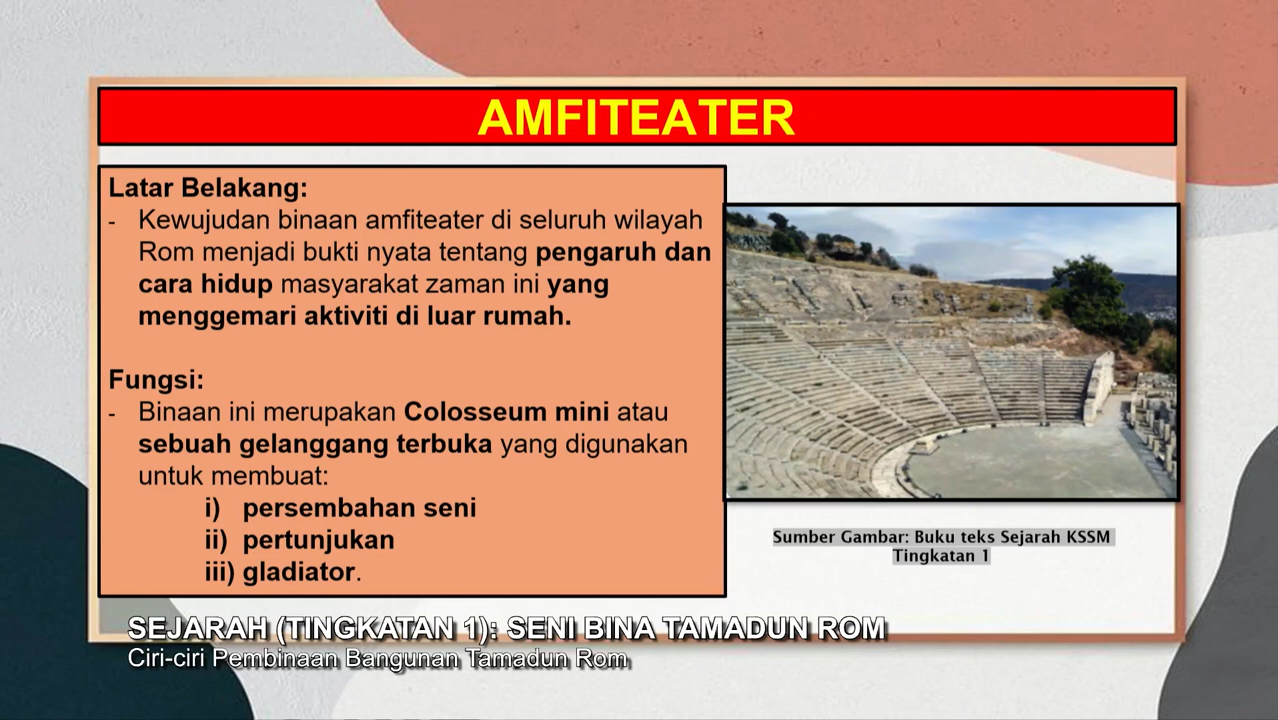 AMFITEATER
Latar Belakang:
- Kewujudan binaan amfiteater di seluruh wilayah
Rom menjadi bukti nyata tentang pengaruh dan
cara hidup masyarakat zaman ini yang
menggemari aktiviti di luar rumah.
Fungsi:
- Binaan ini merupakan Colosseum mini atau
sebuah gelanggang terbuka yang digunakan
untuk membuat:
i) persembahan seni
ii) pertunjukan
iii) gladiator.
Sumber Gambar: Buku teks Sejarah KSSM
Tingkatan 1
SEJARAH (TINGKATAN 1): SENI BINA TAMADUN ROM
Ciri-ciri Pembinaan Bangunan Tamadun Rom